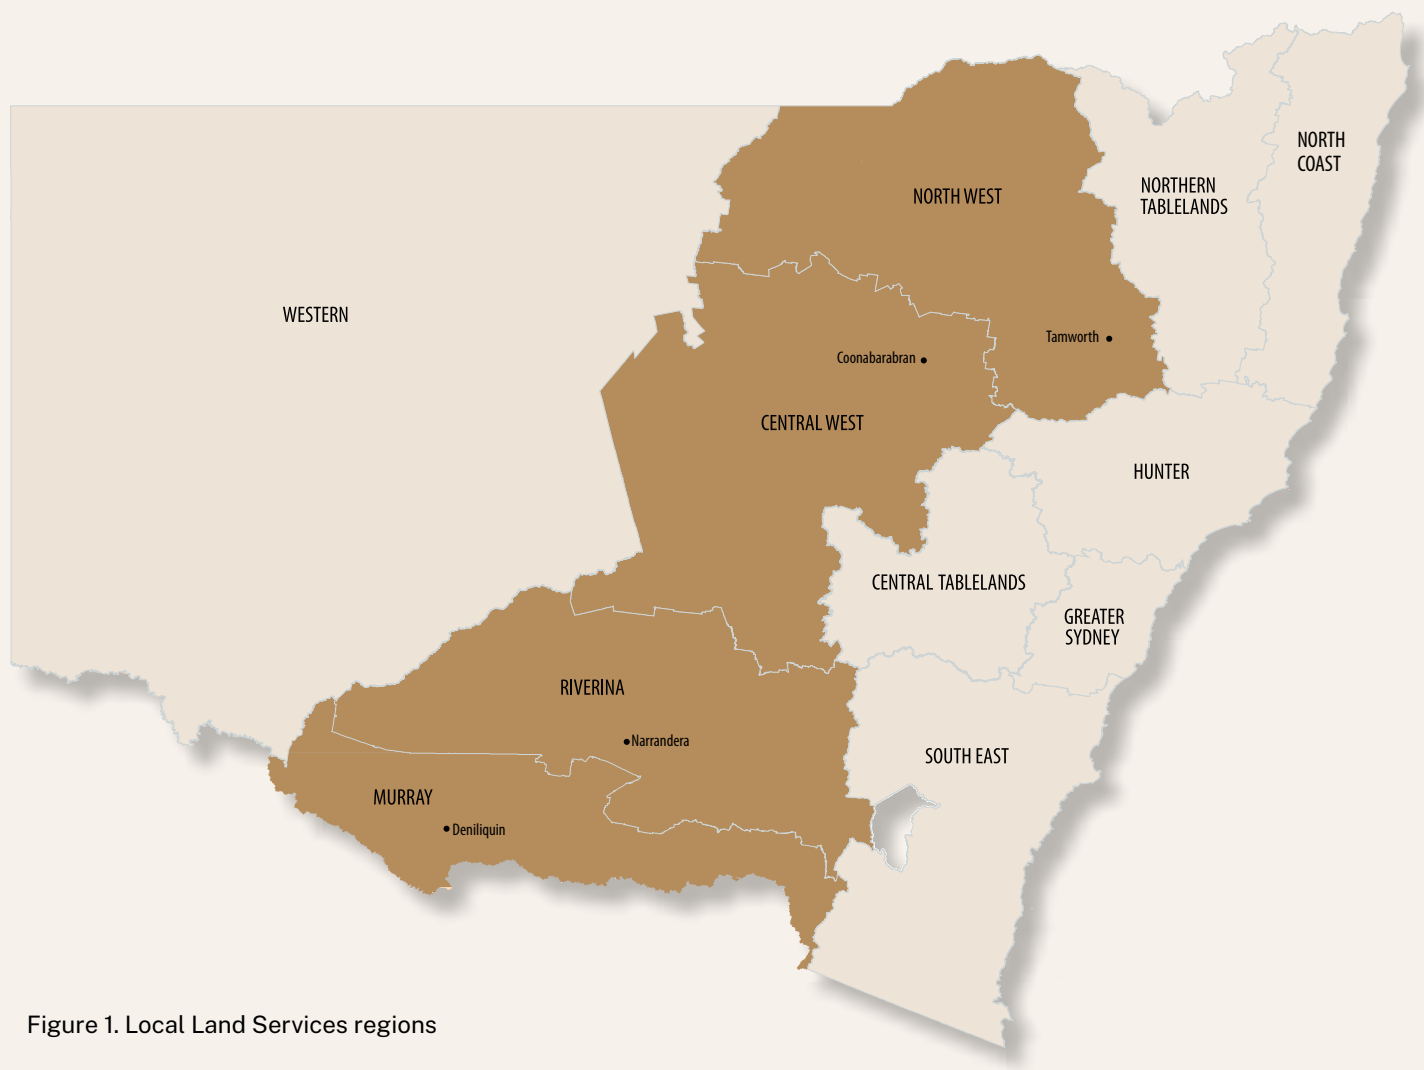 NORTH
COAST
NORTHERN
TABLELANDS
NORTH WEST
WESTERN
Tamworth
Coonabarabran
CENTRAL WEST
HUNTER
CENTRAL TABLELANDS
GREATER
SYDNEY
RIVERINA
Narrandera
SOUTH EAST
MURRAY
Deniliquin
Figure 1. Local Land Services regions